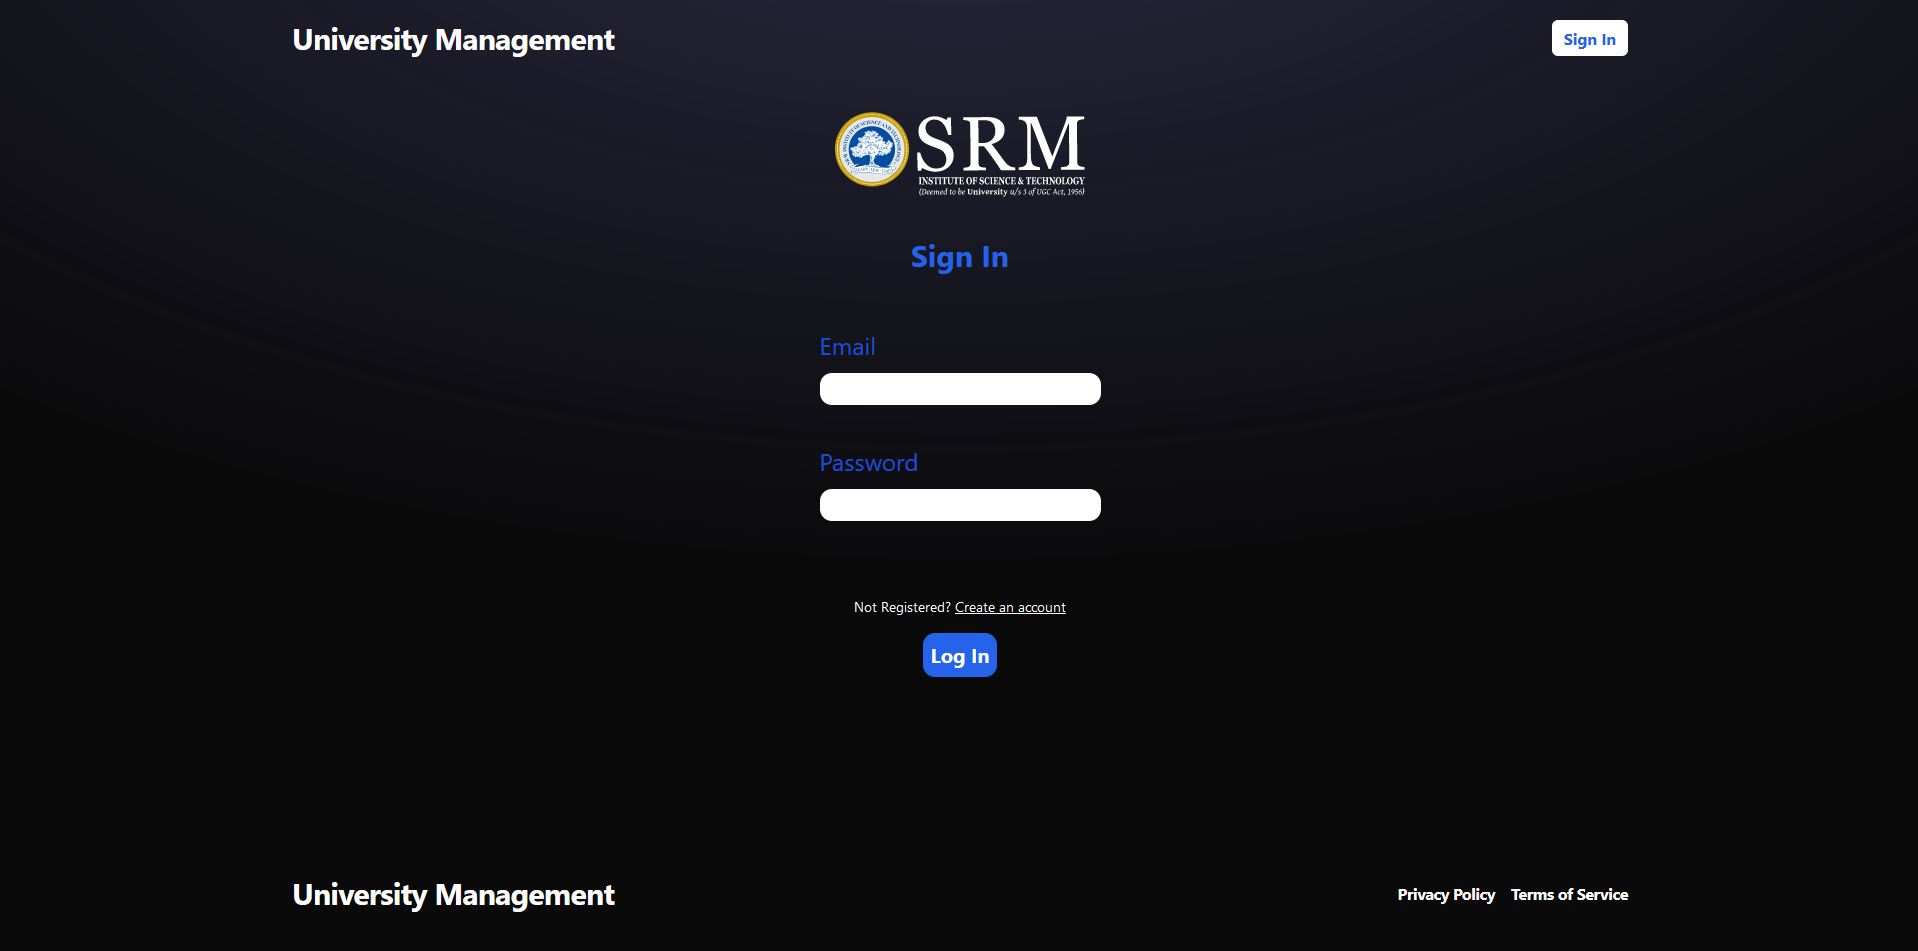 University Management
Sign In
SRM
INSTITUTE OF SCIENCE & TECHNOLOGY
(Deemed to be University u/s 3 of UGC Act, 1956)
Sign In
Email
Password
Not Registered? Create an account
Log In
University Management
Privacy Policy Terms of Service